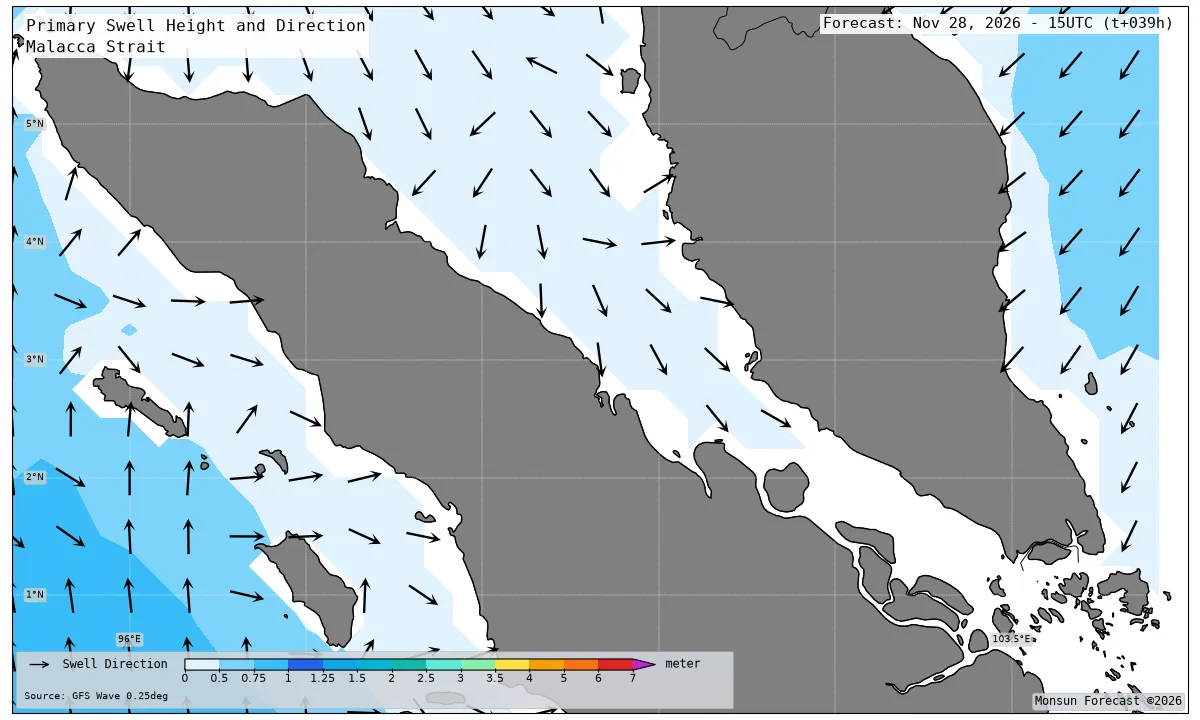 Primary Swell Height and Direction
Malacca Strait
Forecast: Nov 28, 2026 - 15UTC (t+039h)
5°N
4°N
3°N
2°N
1°N
96°E
103.5°E
Swell Direction
meter
0 0.5 0.75 1 1.25 1.5 2 2.5 3 3.5 4 5 6 7
Source: GFS Wave 0.25deg
Monsun Forecast ©2026